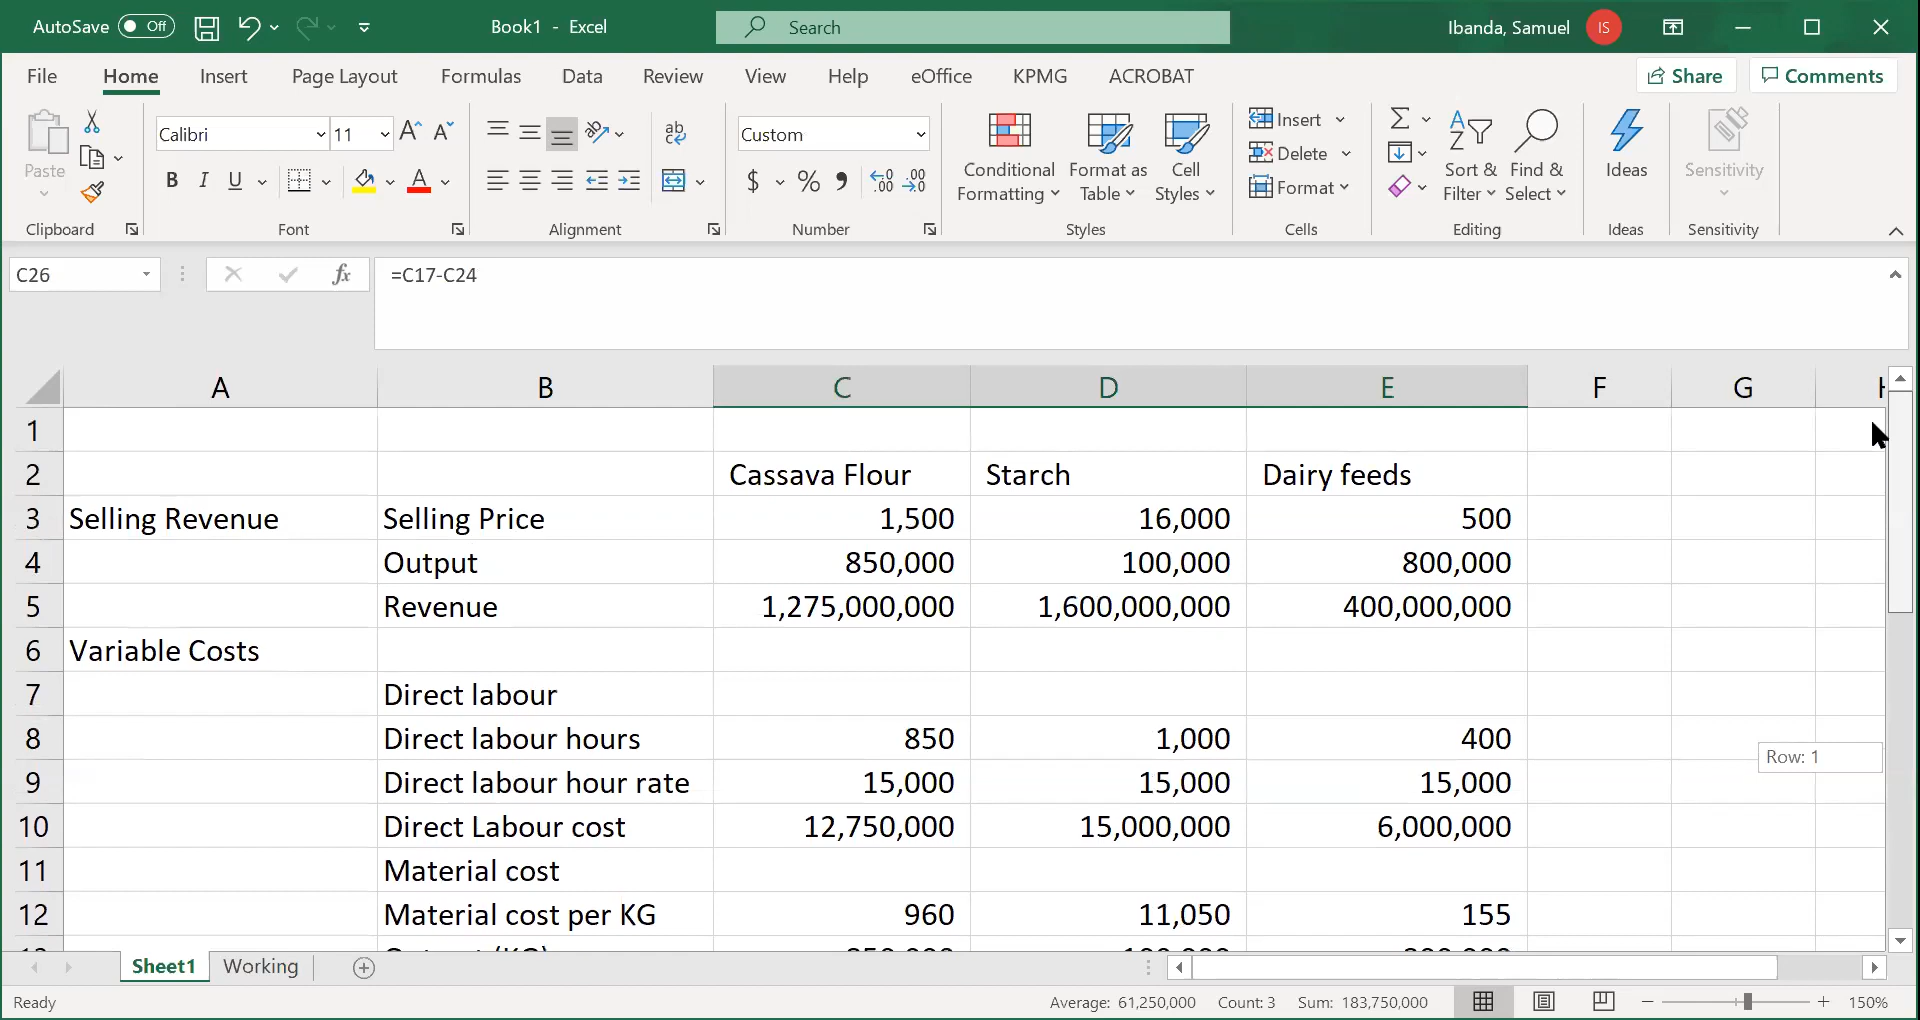 AutoSave Off Book1 - Excel Search Ibanda, Samuel IS
File Home Insert Page Layout Formulas Data Review View Help eOffice KPMG ACROBAT Share Comments
Paste Calibri 11 Custom Conditional Formatting Format as Table Cell Styles Insert Delete Format Sort & Filter Find & Select Ideas Sensitivity
Clipboard Font Alignment Number Styles Cells Editing Ideas Sensitivity
C26 fx =C17-C24
A B C D E F G
1
2 Cassava Flour Starch Dairy feeds
3 Selling Revenue Selling Price 1,500 16,000 500
4 Output 850,000 100,000 800,000
5 Revenue 1,275,000,000 1,600,000,000 400,000,000
6 Variable Costs
7 Direct labour
8 Direct labour hours 850 1,000 400
Row: 1
9 Direct labour hour rate 15,000 15,000 15,000
10 Direct Labour cost 12,750,000 15,000,000 6,000,000
11 Material cost
12 Material cost per KG 960 11,050 155
Sheet1 Working
Ready Average: 61,250,000 Count: 3 Sum: 183,750,000 150%